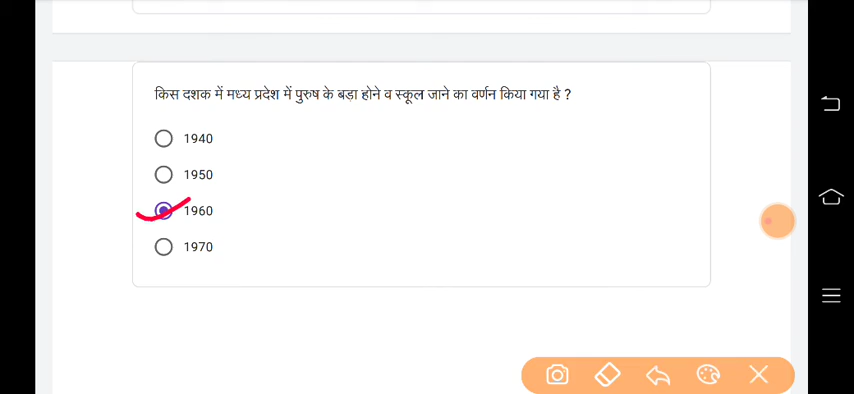 किस दशक में मध्य प्रदेश में पुरुष के बड़ा होने व स्कूल जाने का वर्णन किया गया है ?
1940
1950
1960
1970